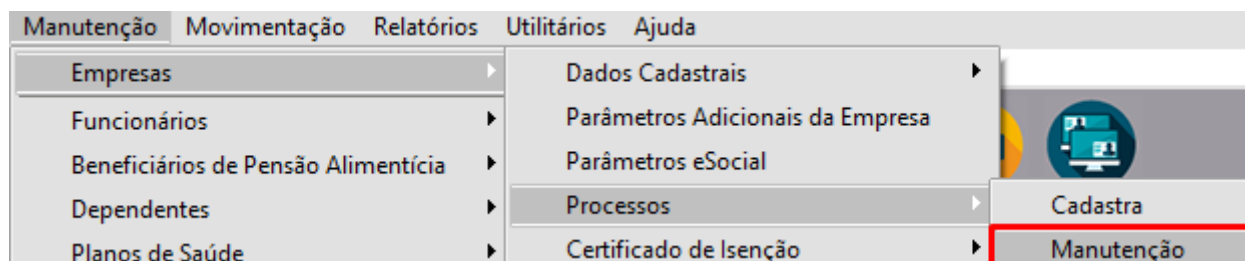 Manutenção Movimentação Relatórios Utilitários Ajuda
Empresas
Funcionários
Beneficiários de Pensão Alimentícia
Dependentes
Planos de Saúde
Dados Cadastrais
Parâmetros Adicionais da Empresa
Parâmetros eSocial
Processos
Certificado de Isenção
Cadastra
Manutenção